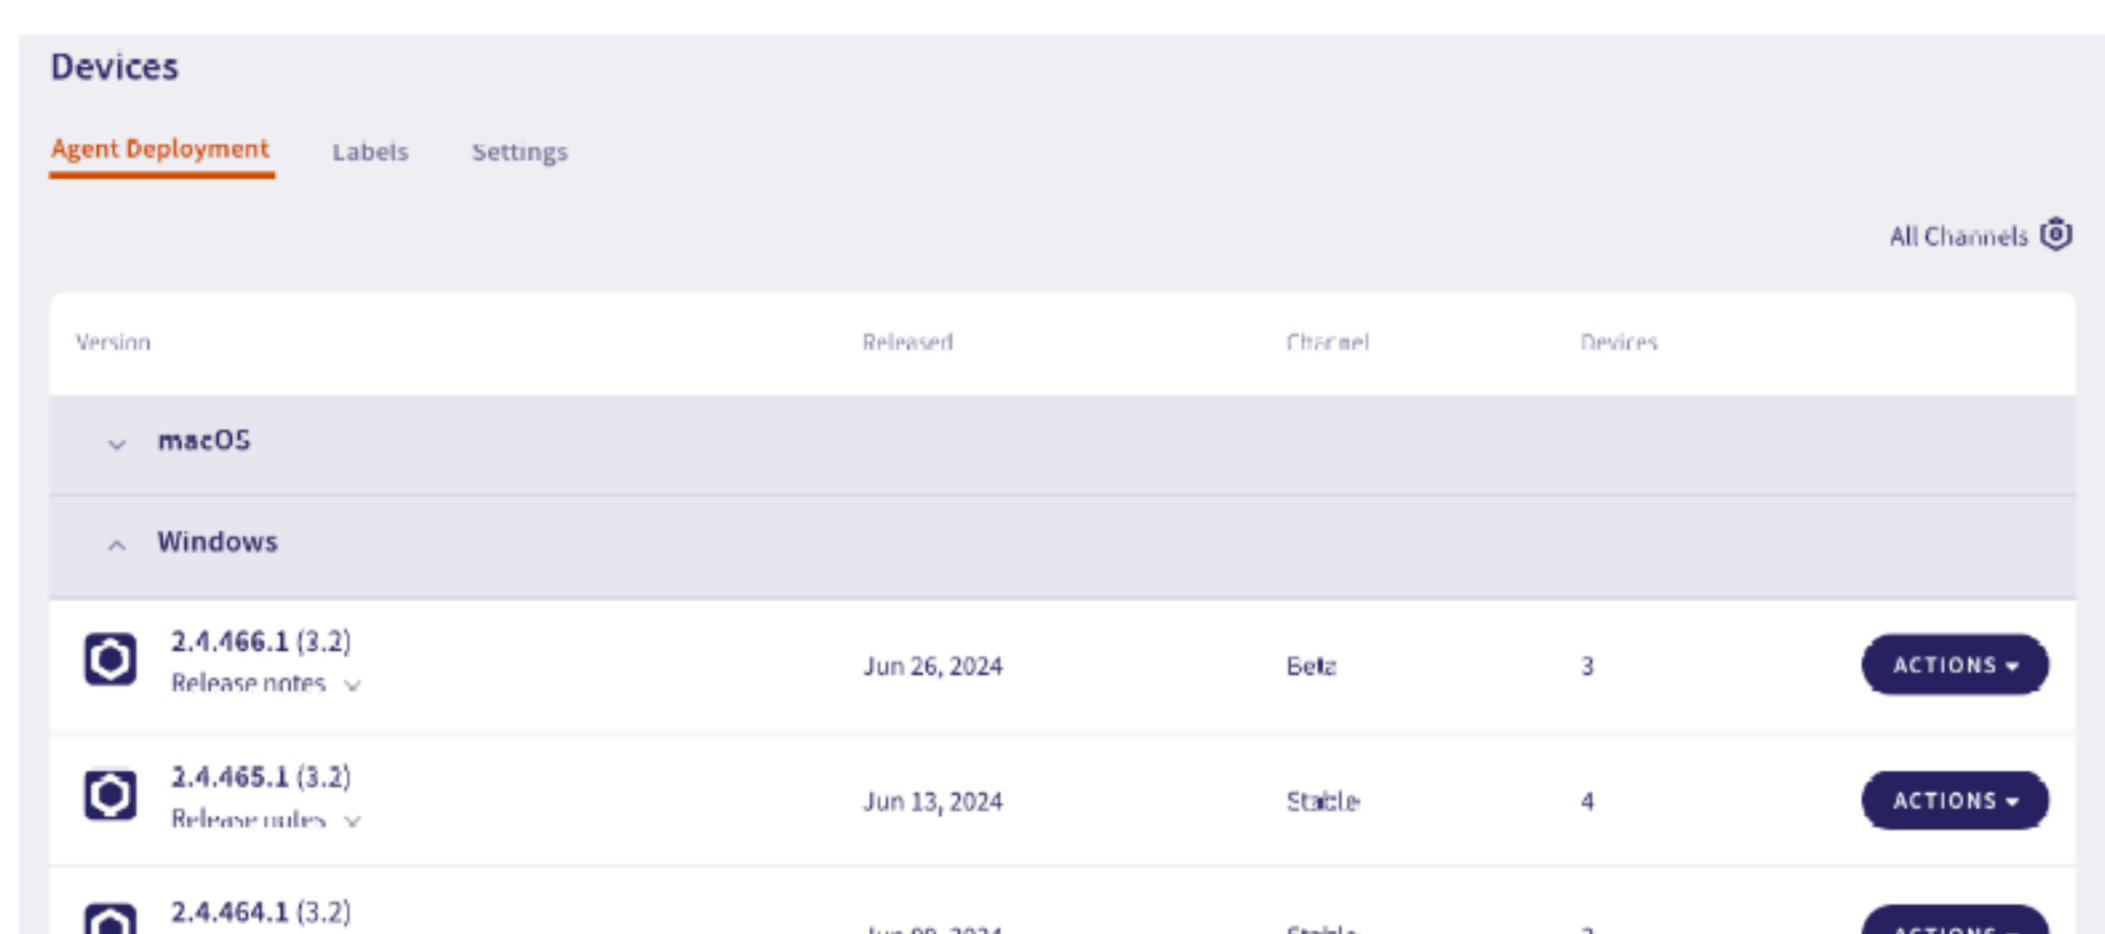 Devices
Agent Deployment Labels Settings
All Channels
Version Released Channel Devices
macOS
Windows
2.4.466.1 (3.2)
Release notes
Jun 26, 2024 Beta 3 ACTIONS
2.4.465.1 (3.2)
Release notes
Jun 13, 2024 Stable 4 ACTIONS
2.4.464.1 (3.2)
Stable ACTIONS